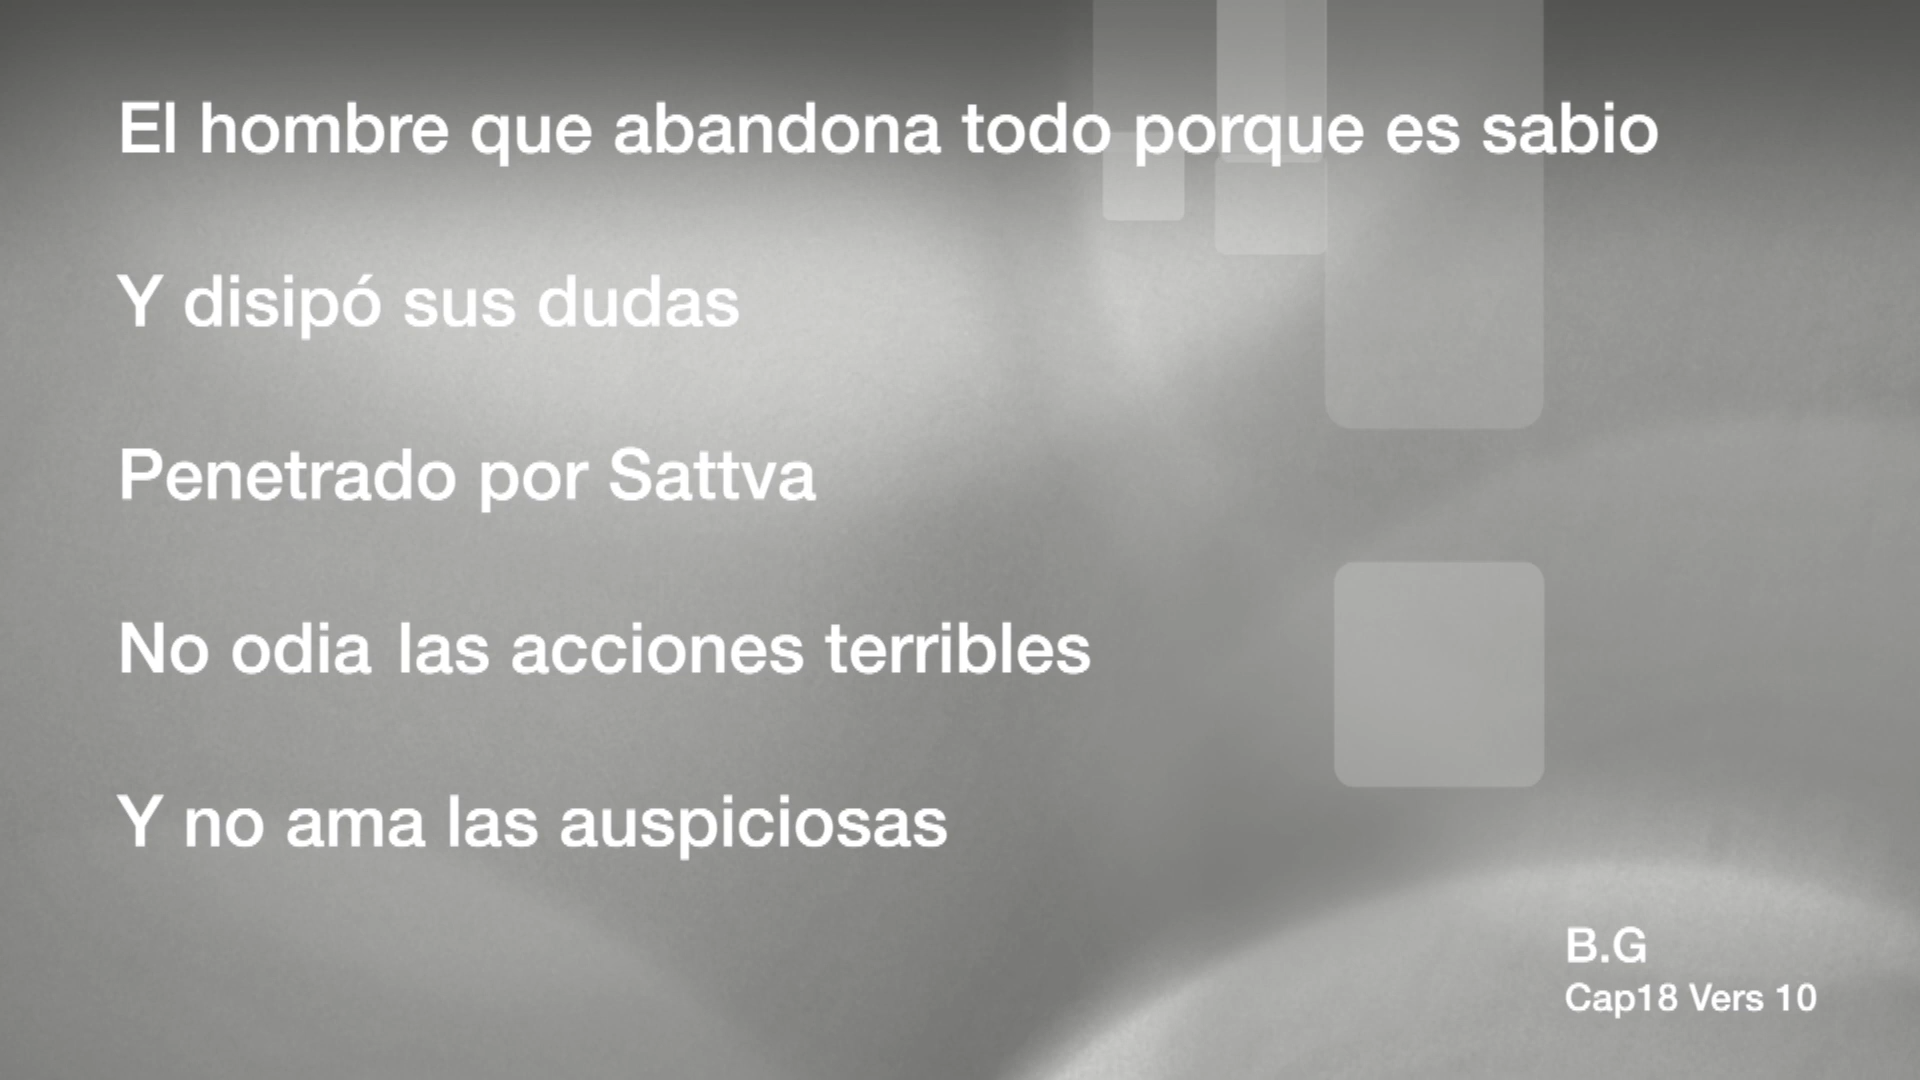 El hombre que abandona todo porque es sabio
Y disipó sus dudas
Penetrado por Sattva
No odia las acciones terribles
Y no ama las auspiciosas
B.G
Cap18 Vers 10